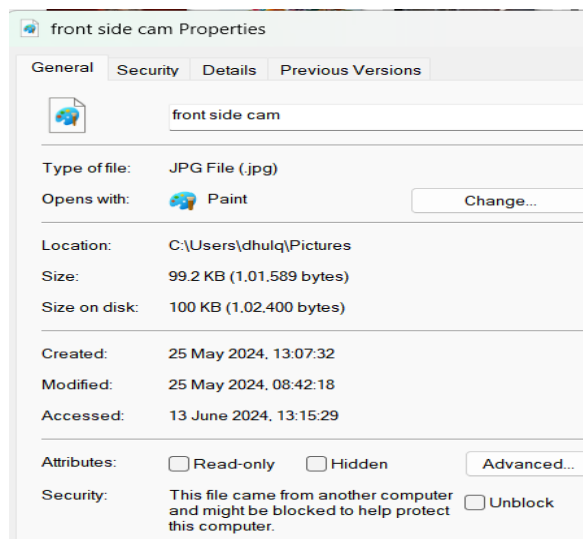 front side cam Properties
General Security Details Previous Versions
front side cam
Type of file: JPG File (.jpg)
Opens with: Paint Change...
Location: C:\Users\dhulq\Pictures
Size: 99.2 KB (1,01,589 bytes)
Size on disk: 100 KB (1,02,400 bytes)
Created: 25 May 2024, 13:07:32
Modified: 25 May 2024, 08:42:18
Accessed: 13 June 2024, 13:15:29
Attributes: Read-only Hidden Advanced...
Security: This file came from another computer Unblock
and might be blocked to help protect
this computer.